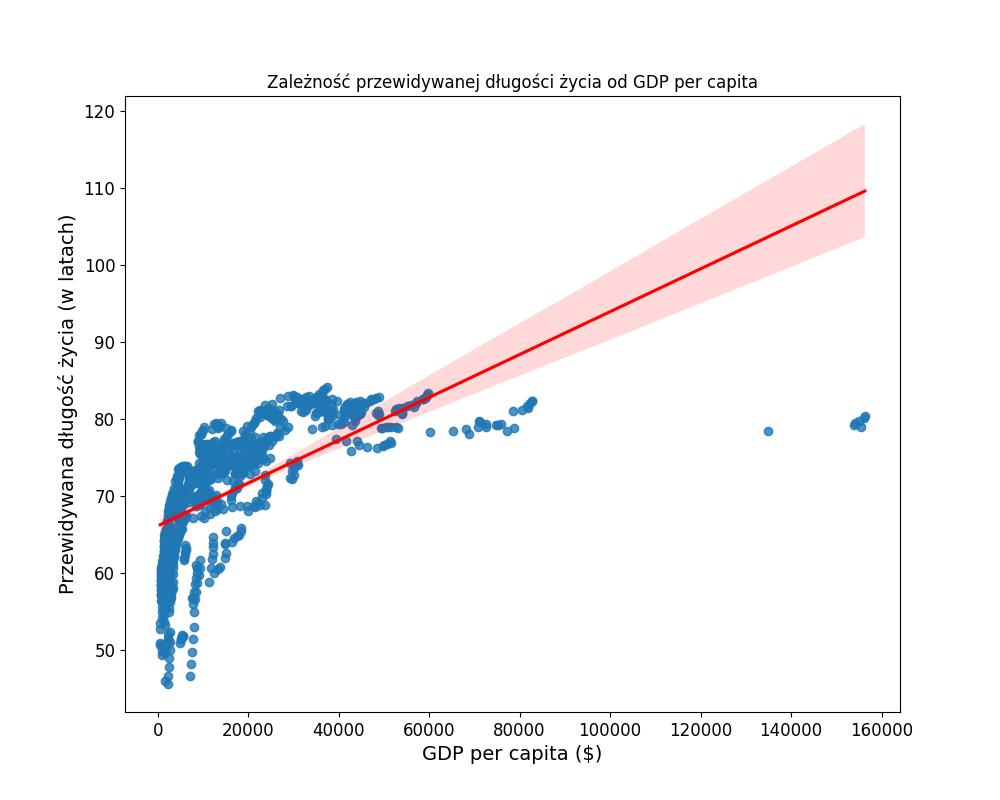 Zależność przewidywanej długości życia od GDP per capita
120
110
100
90
80
70
60
50
Przewidywana długość życia (w latach)
0 20000 40000 60000 80000 100000 120000 140000 160000
GDP per capita ($)